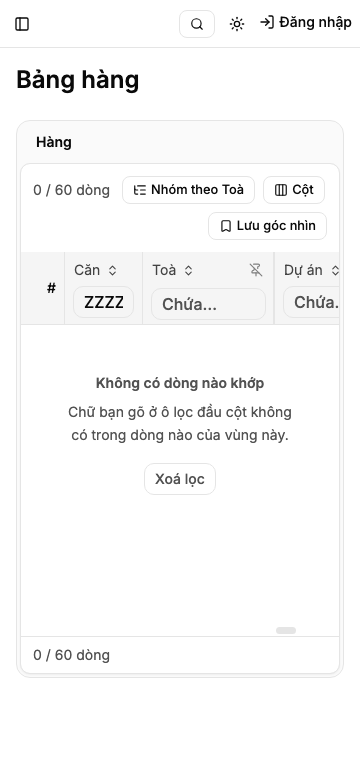 Đăng nhập
Bảng hàng
Hàng
0 / 60 dòng
Nhóm theo Toà
Cột
Lưu góc nhìn
#
Căn
Toà
Dự án
ZZZZ
Chứa...
Chứa.
Không có dòng nào khớp
Chữ bạn gõ ở ô lọc đầu cột không
có trong dòng nào của vùng này.
Xoá lọc
0 / 60 dòng